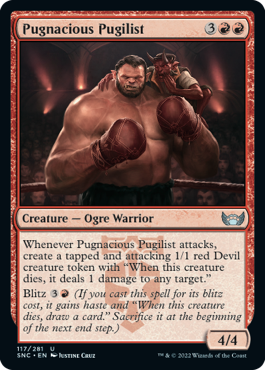 Pugnacious Pugilist 3
Creature — Ogre Warrior
Whenever Pugnacious Pugilist attacks,
create a tapped and attacking 1/1 red Devil
creature token with “When this creature
dies, it deals 1 damage to any target.”
Blitz 3 (If you cast this spell for its blitz
cost, it gains haste and “When this creature
dies, draw a card.” Sacrifice it at the beginning
of the next end step.)
4/4
117/281 U
SNC • EN Justine Cruz
™ & © 2022 Wizards of the Coast